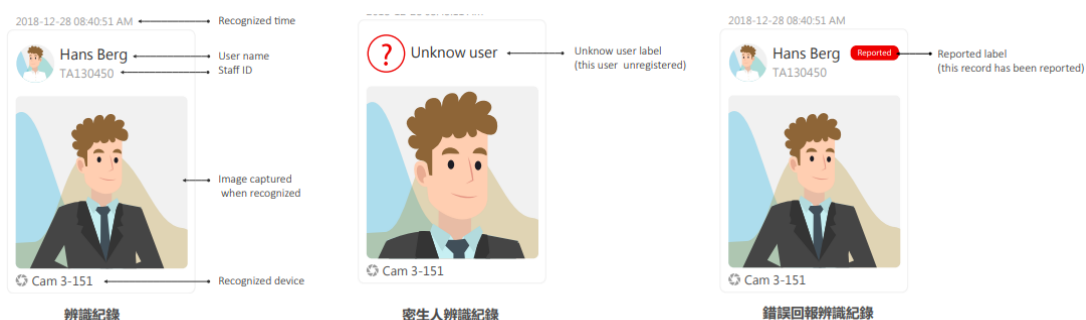 2018-12-28 08:40:51 AM
Recognized time
Hans Berg
User name
TA130450
Staff ID
Image captured
when recognized
Cam 3-151
Recognized device
辨識紀錄
?
Unknow user
Unknow user label
(this user unregistered)
Cam 3-151
密生人辨識紀錄
2018-12-28 08:40:51 AM
Hans Berg
Reported
TA130450
Reported label
(this record has been reported)
Cam 3-151
錯誤回報辨識紀錄